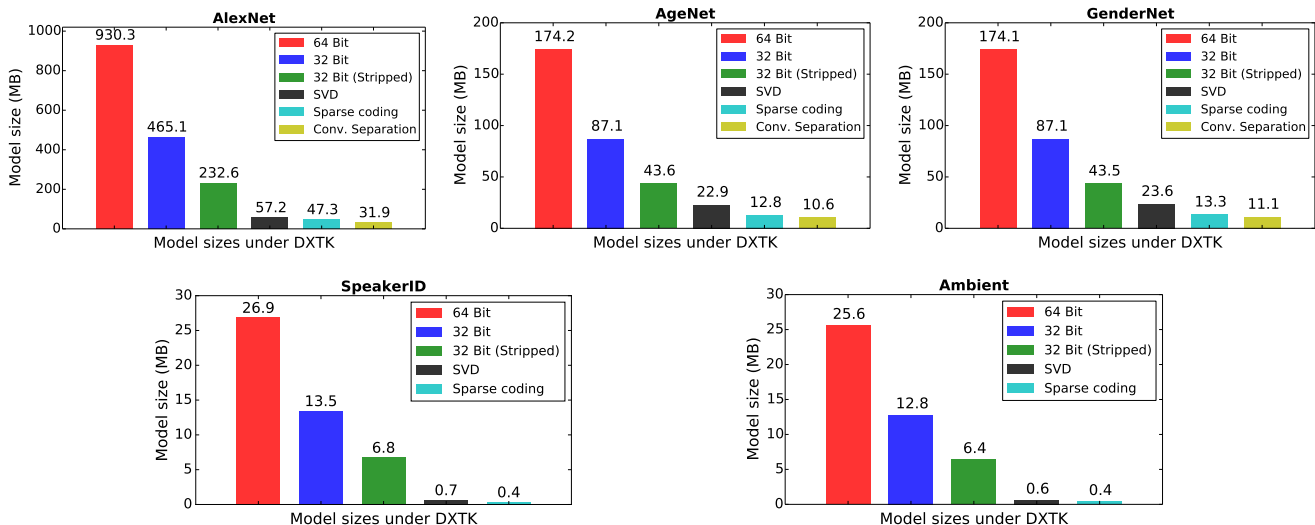 AlexNet
Model size (MB)
1000
800
600
400
200
0
930.3
465.1
232.6
57.2
47.3
31.9
64 Bit
32 Bit
32 Bit (Stripped)
SVD
Sparse coding
Conv. Separation
Model sizes under DXTK
AgeNet
Model size (MB)
200
150
100
50
0
174.2
87.1
43.6
22.9
12.8
10.6
64 Bit
32 Bit
32 Bit (Stripped)
SVD
Sparse coding
Conv. Separation
Model sizes under DXTK
GenderNet
Model size (MB)
200
150
100
50
0
174.1
87.1
43.5
23.6
13.3
11.1
64 Bit
32 Bit
32 Bit (Stripped)
SVD
Sparse coding
Conv. Separation
Model sizes under DXTK
SpeakerID
Model size (MB)
30
25
20
15
10
5
0
26.9
13.5
6.8
0.7
0.4
64 Bit
32 Bit
32 Bit (Stripped)
SVD
Sparse coding
Model sizes under DXTK
Ambient
Model size (MB)
30
25
20
15
10
5
0
25.6
12.8
6.4
0.6
0.4
64 Bit
32 Bit
32 Bit (Stripped)
SVD
Sparse coding
Model sizes under DXTK